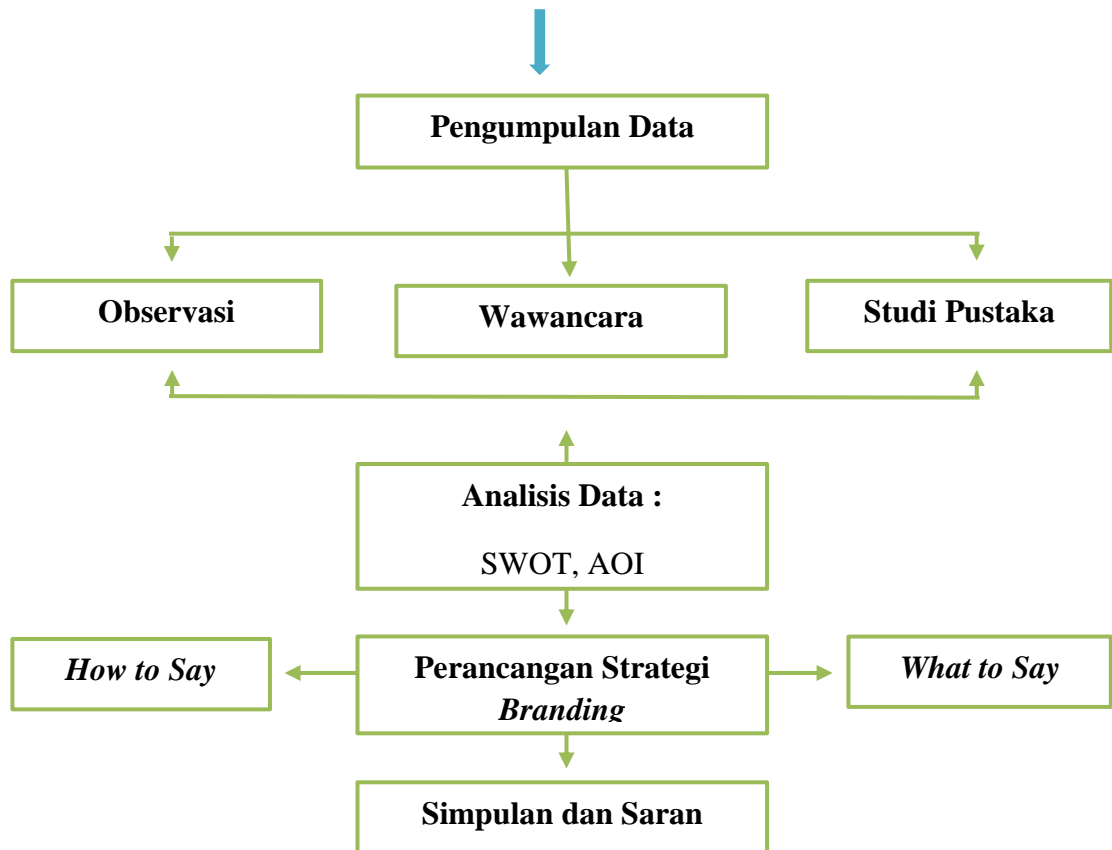 Pengumpulan Data
Observasi
Wawancara
Studi Pustaka
Analisis Data :
SWOT, AOI
How to Say
Perancangan Strategi
Branding
What to Say
Simpulan dan Saran